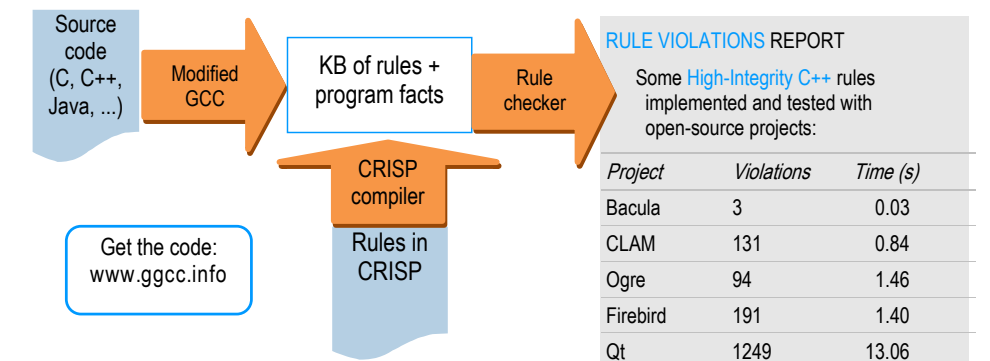 Source
code
(C, C++,
Java, ...)
Modified
GCC
KB of rules +
program facts
Rule
checker
CRISP
compiler
Rules in
CRISP
Get the code:
www.ggcc.info
RULE VIOLATIONS REPORT
Some High-Integrity C++ rules
implemented and tested with
open-source projects:
Project Violations Time (s)
Bacula 3 0.03
CLAM 131 0.84
Ogre 94 1.46
Firebird 191 1.40
Qt 1249 13.06